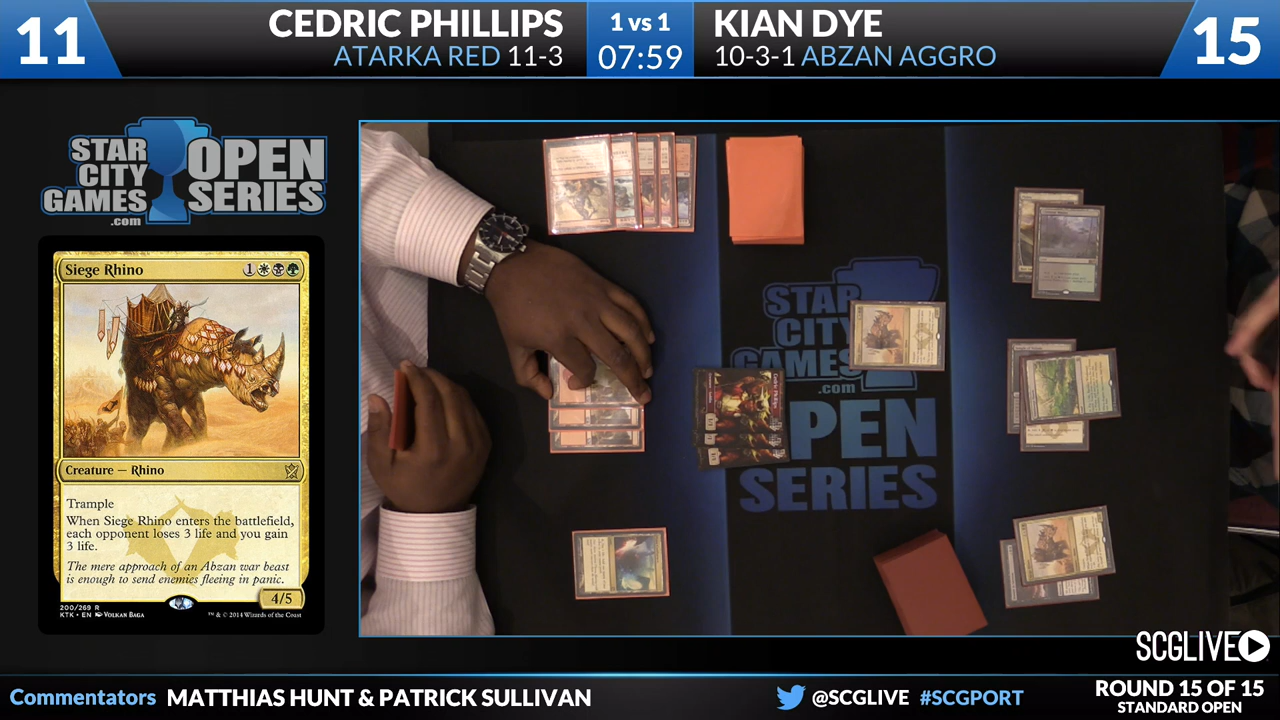 11
CEDRIC PHILLIPS
ATARKA RED 11-3
1 vs 1
07:59
KIAN DYE
10-3-1 ABZAN AGGRO
15
STAR
CITY
GAMES
.com
OPEN
SERIES
Siege Rhino 1
Creature — Rhino
Trample
When Siege Rhino enters the battlefield,
each opponent loses 3 life and you gain
3 life.
The mere approach of an Abzan war beast
is enough to send enemies fleeing in panic.
4/5
200/269 R
KTK • EN VOLKAN BAGA
™ & © 2014 Wizards of the Coast
STAR
CITY
GAMES
.com
OPEN
SERIES
Cedric Phillips
SCGLIVE
Commentators MATTHIAS HUNT & PATRICK SULLIVAN
@SCGLIVE #SCGPORT
ROUND 15 OF 15
STANDARD OPEN